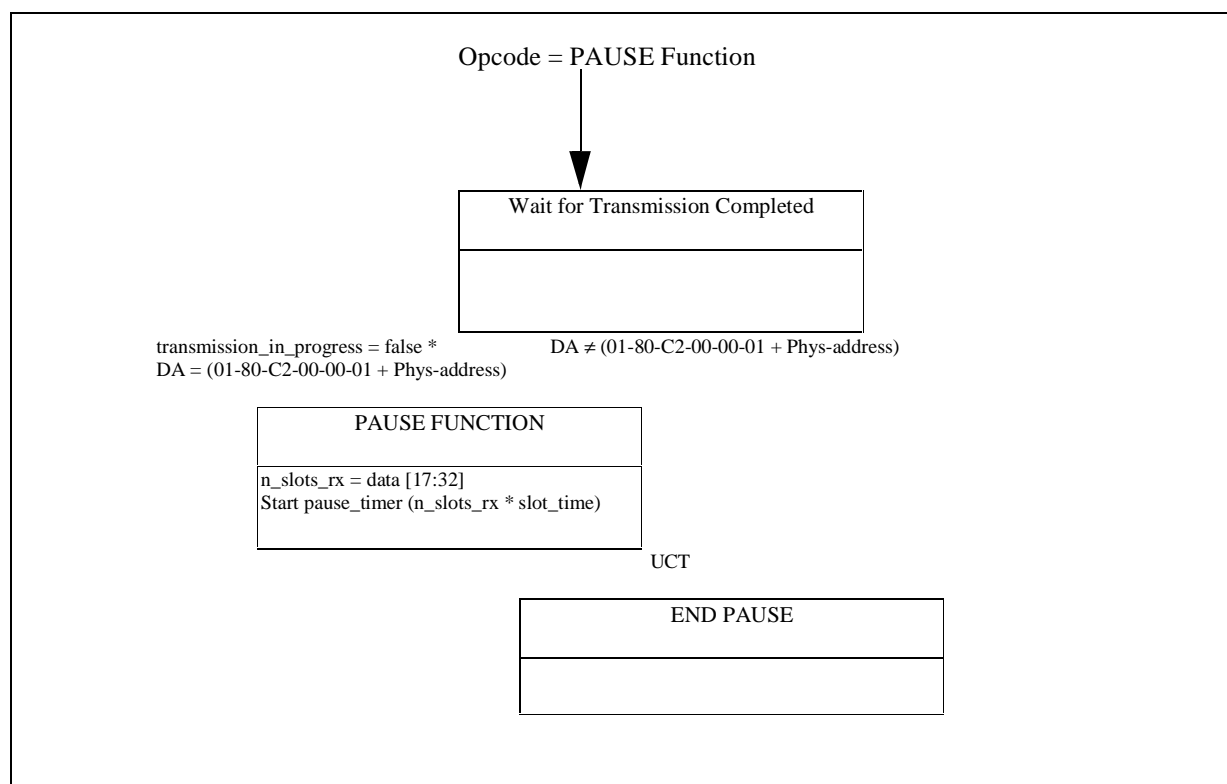 Opcode = PAUSE Function
Wait for Transmission Completed
transmission_in_progress = false *
DA = (01-80-C2-00-00-01 + Phys-address)
DA ≠ (01-80-C2-00-00-01 + Phys-address)
PAUSE FUNCTION
n_slots_rx = data [17:32]
Start pause_timer (n_slots_rx * slot_time)
UCT
END PAUSE